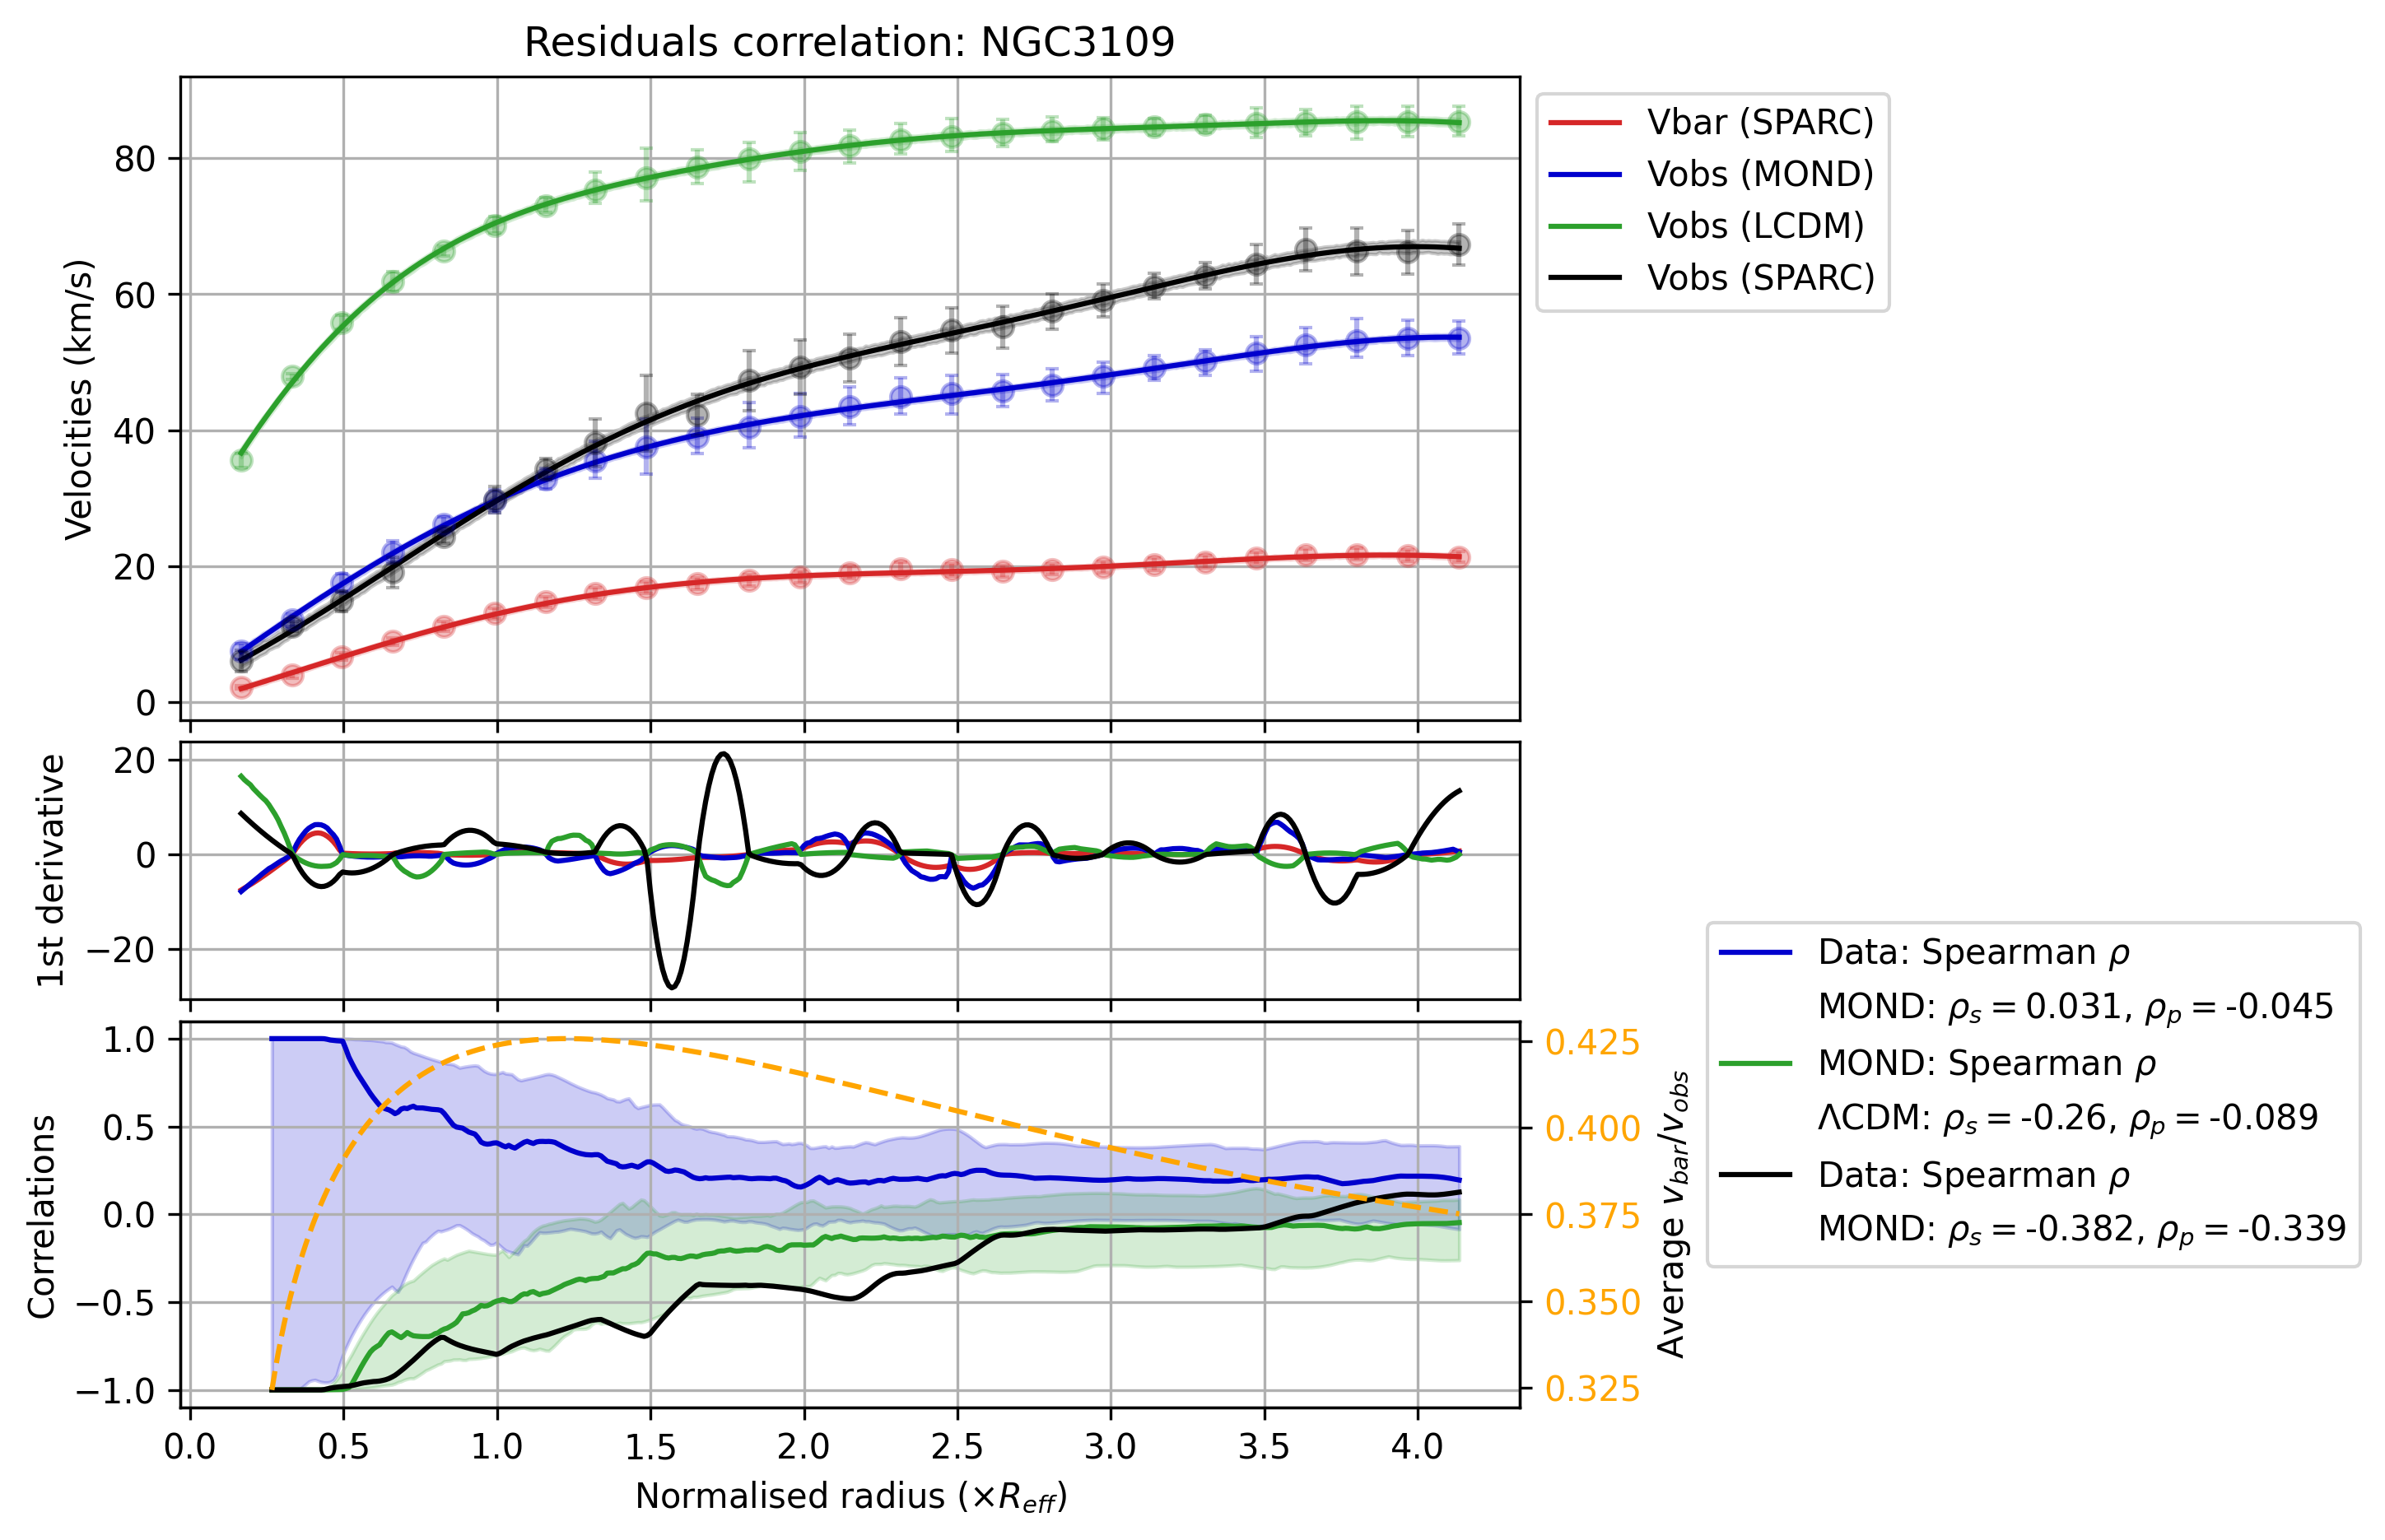 Residuals correlation: NGC3109
Velocities (km/s)
80
60
40
20
0
Vbar (SPARC)
Vobs (MOND)
Vobs (LCDM)
Vobs (SPARC)
1st derivative
20
0
−20
Correlations
1.0
0.5
0.0
−0.5
−1.0
0.425
0.400
0.375
0.350
0.325
Average v_bar/v_obs
Data: Spearman ρ
MOND: ρ_s = 0.031, ρ_p = -0.045
MOND: Spearman ρ
ΛCDM: ρ_s = -0.26, ρ_p = -0.089
Data: Spearman ρ
MOND: ρ_s = -0.382, ρ_p = -0.339
0.0 0.5 1.0 1.5 2.0 2.5 3.0 3.5 4.0
Normalised radius (×R_eff)